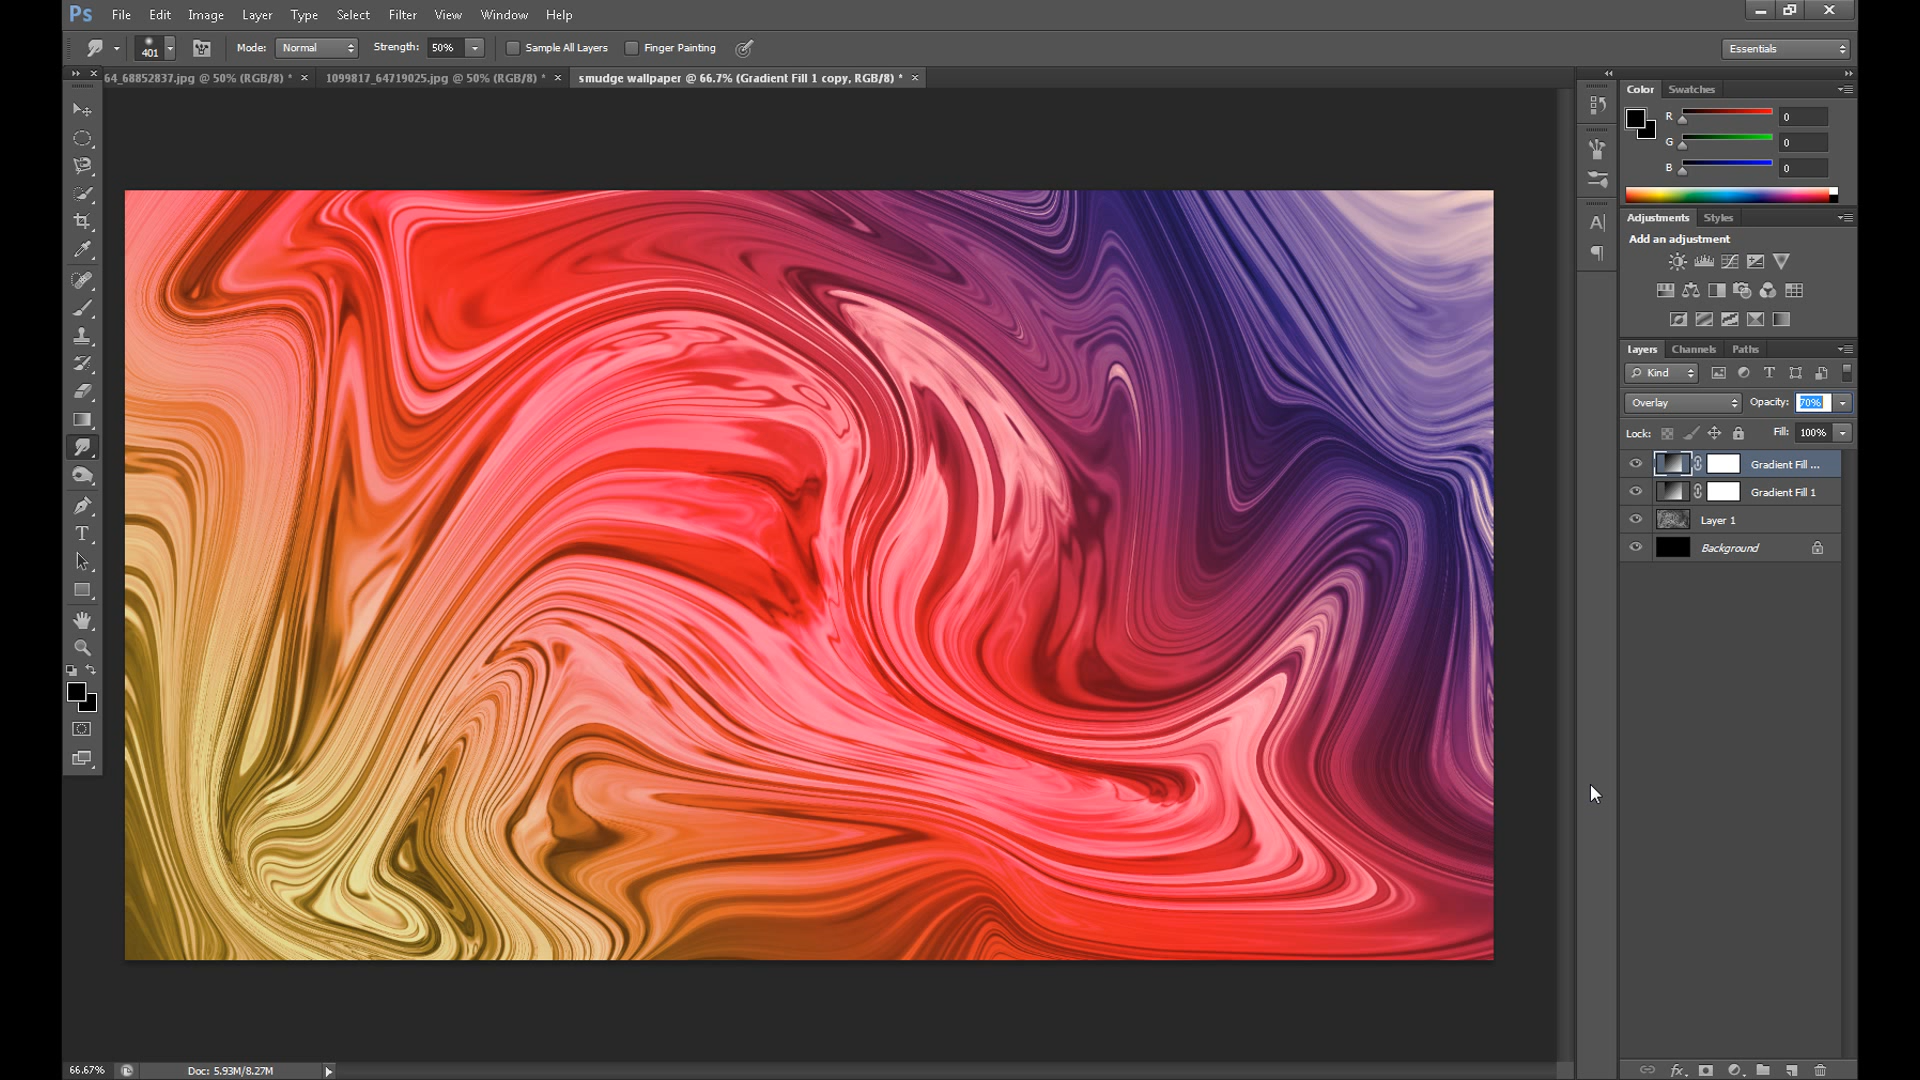 Ps File Edit Image Layer Type Select Filter View Window Help
401 Mode: Normal Strength: 50% Sample All Layers Finger Painting Essentials
64_68852837.jpg @ 50% (RGB/8) * × 1099817_64719025.jpg @ 50% (RGB/8) * × smudge wallpaper @ 66.7% (Gradient Fill 1 copy, RGB/8) * ×
Color Swatches
R 0
G 0
B 0
Adjustments Styles
Add an adjustment
Layers Channels Paths
Kind
Overlay Opacity: 70%
Lock: Fill: 100%
Gradient Fill ...
Gradient Fill 1
Layer 1
Background
66.67% Doc: 5.93M/8.27M